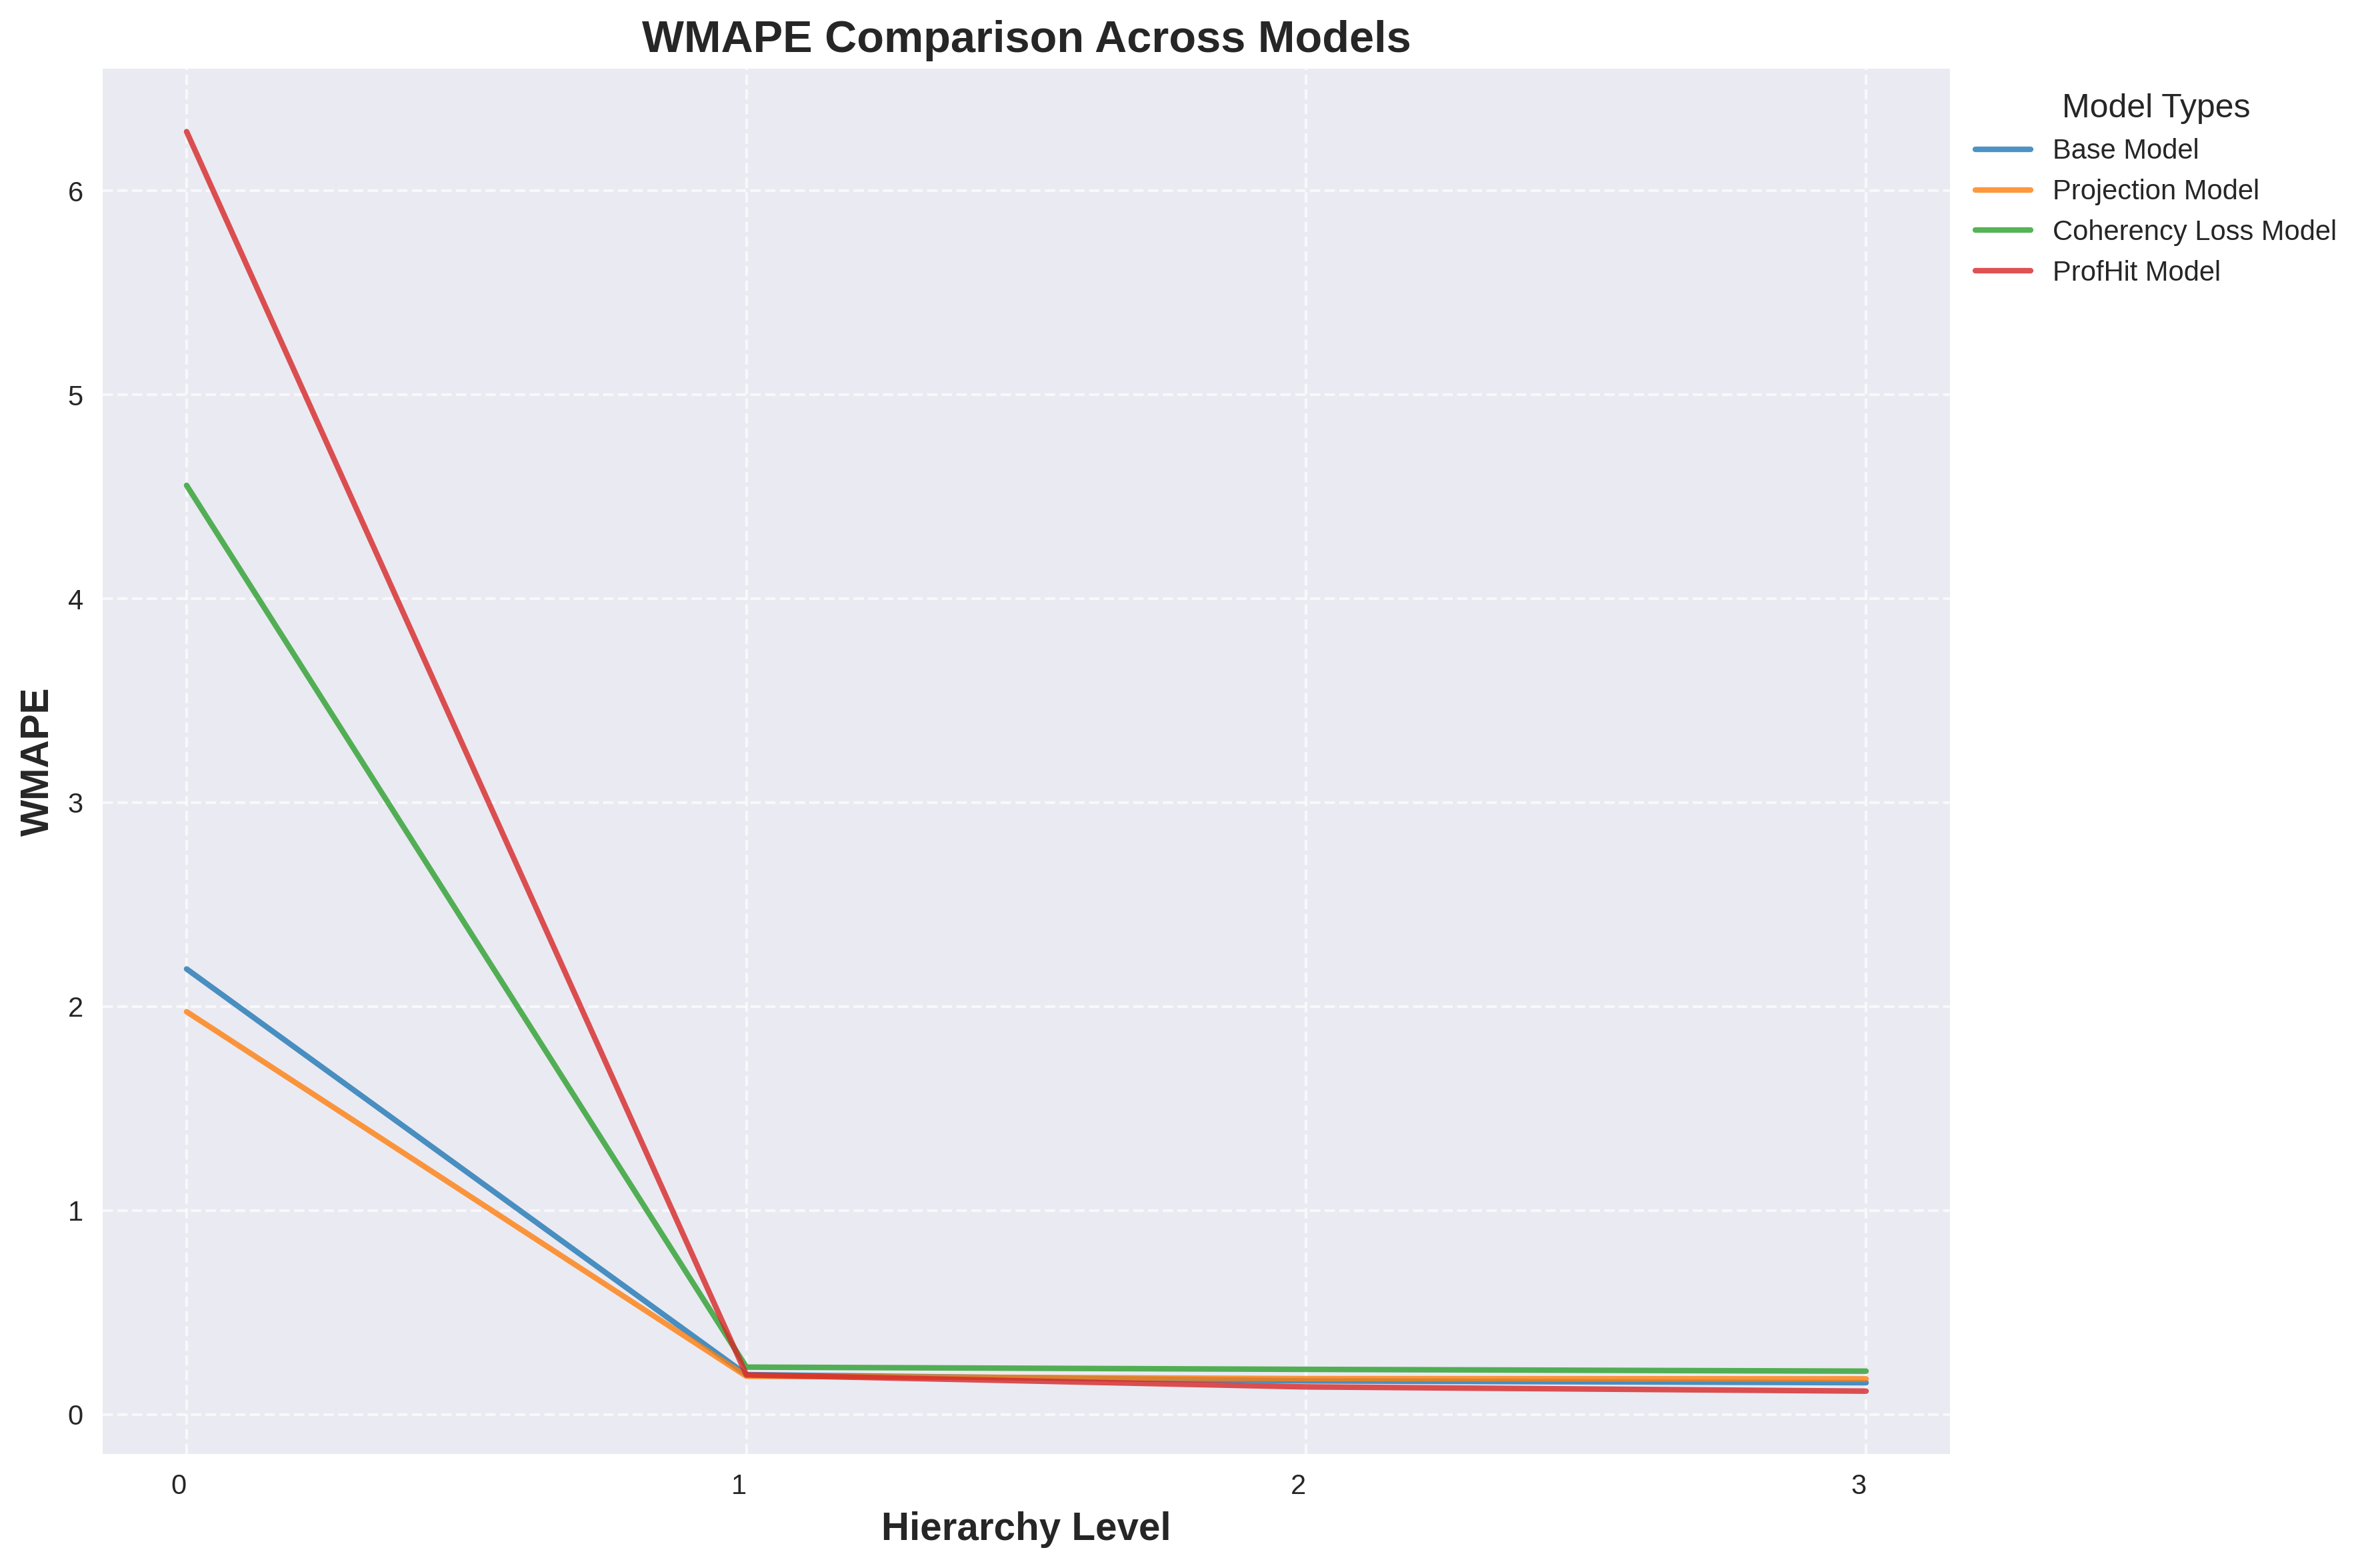 WMAPE Comparison Across Models
Model Types
Base Model
Projection Model
Coherency Loss Model
ProfHit Model
WMAPE
6
5
4
3
2
1
0
0 1 2 3
Hierarchy Level